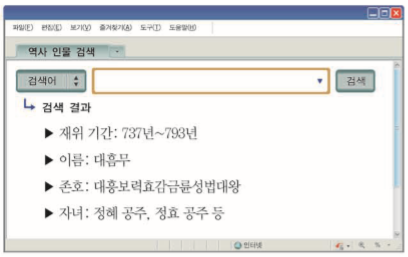 파일(F) 편집(E) 보기(V) 즐겨찾기(A) 도구(T) 도움말(H)
역사 인물 검색
검색어 검색
검색 결과
▶ 재위 기간: 737년~793년
▶ 이름: 대흠무
▶ 존호: 대흥보력효감금륜성법대왕
▶ 자녀: 정혜 공주, 정효 공주 등
인터넷